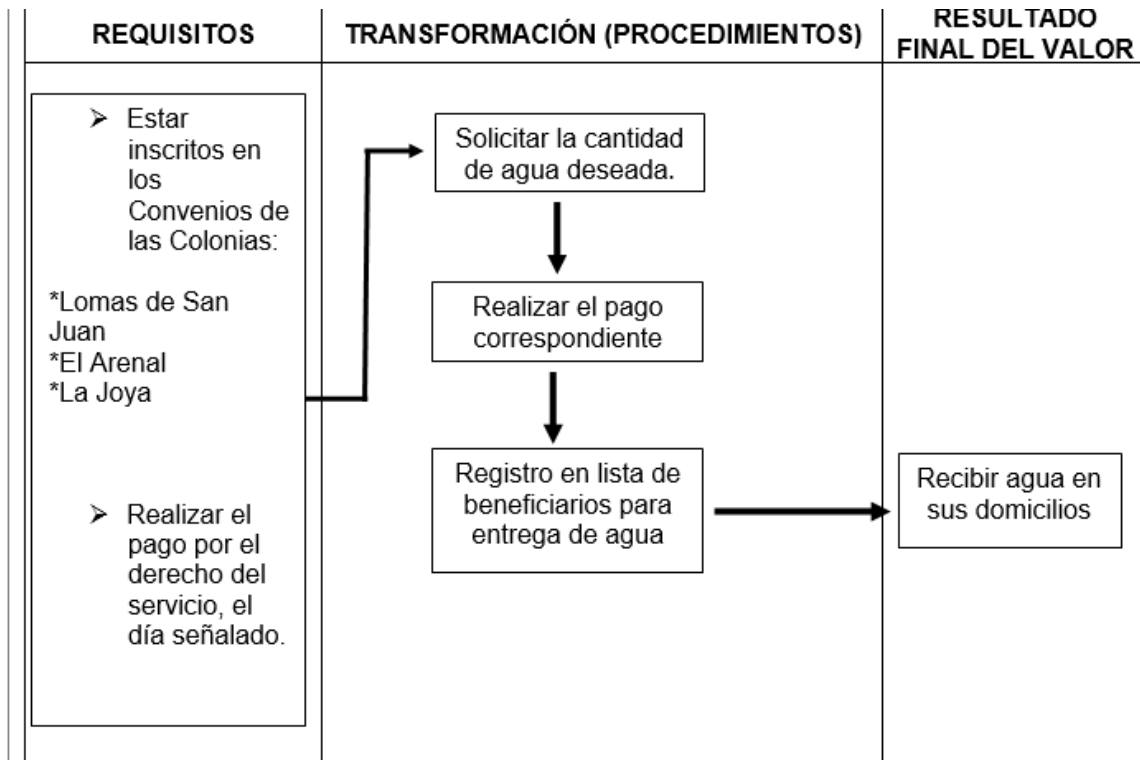 REQUISITOS
TRANSFORMACIÓN (PROCEDIMIENTOS)
RESULTADO
FINAL DEL VALOR
➢ Estar
inscritos en
los
Convenios de
las Colonias:
*Lomas de San
Juan
*El Arenal
*La Joya
➢ Realizar el
pago por el
derecho del
servicio, el
día señalado.
Solicitar la cantidad
de agua deseada.
Realizar el pago
correspondiente
Registro en lista de
beneficiarios para
entrega de agua
Recibir agua en
sus domicilios